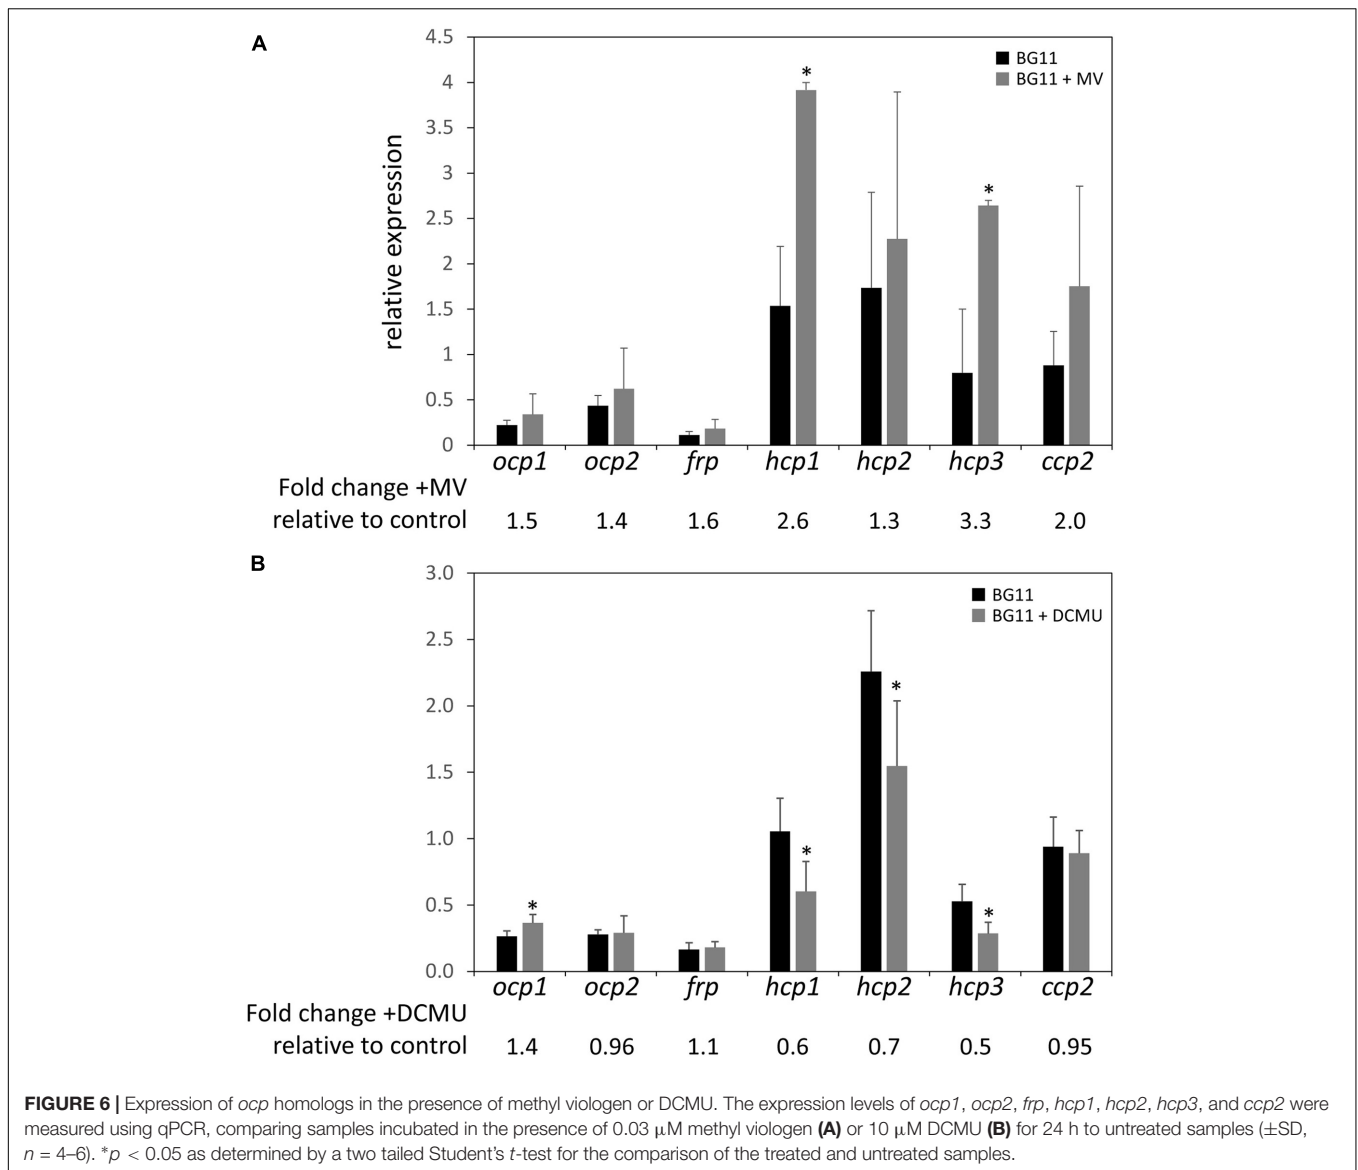 A
4.5
4
3.5
3
2.5
2
1.5
1
0.5
0
relative expression
BG11
BG11 + MV
*
*
ocp1 ocp2 frp hcp1 hcp2 hcp3 ccp2
Fold change +MV
relative to control 1.5 1.4 1.6 2.6 1.3 3.3 2.0
B
3.0
2.5
2.0
1.5
1.0
0.5
0.0
BG11
BG11 + DCMU
*
*
*
*
ocp1 ocp2 frp hcp1 hcp2 hcp3 ccp2
Fold change +DCMU
relative to control 1.4 0.96 1.1 0.6 0.7 0.5 0.95
FIGURE 6 | Expression of ocp homologs in the presence of methyl viologen or DCMU. The expression levels of ocp1, ocp2, frp, hcp1, hcp2, hcp3, and ccp2 were
measured using qPCR, comparing samples incubated in the presence of 0.03 μM methyl viologen (A) or 10 μM DCMU (B) for 24 h to untreated samples (±SD,
n = 4–6). *p < 0.05 as determined by a two tailed Student's t-test for the comparison of the treated and untreated samples.